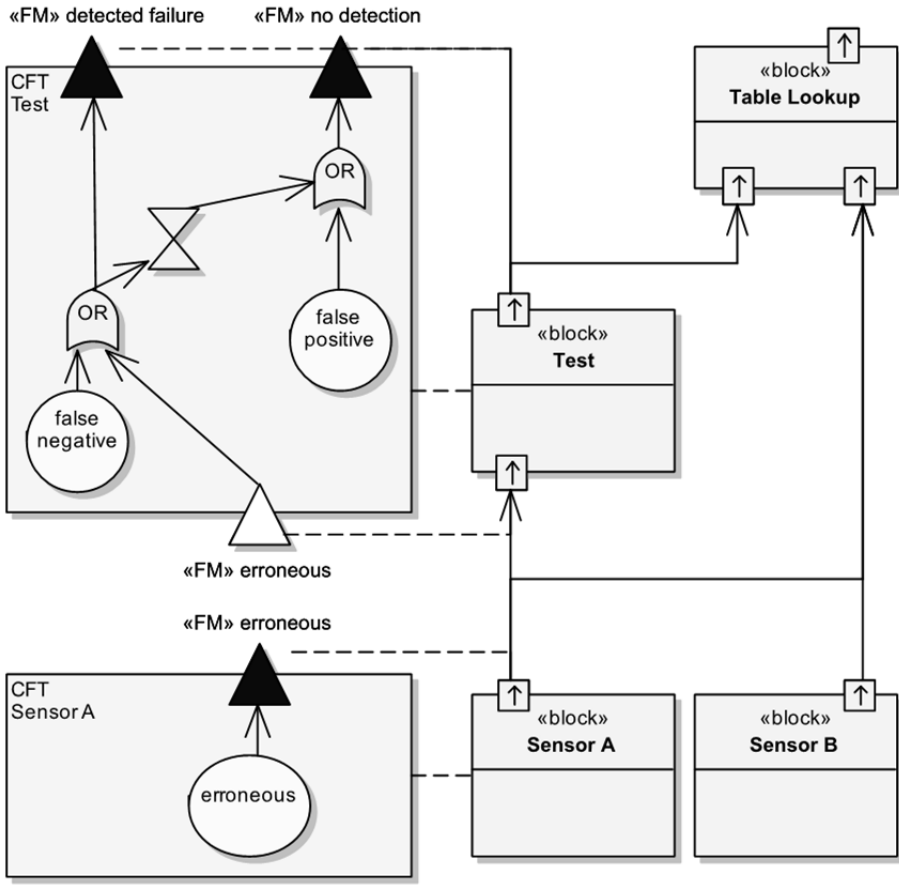 «FM» detected failure
«FM» no detection
CFT
Test
OR
OR
false
positive
false
negative
«FM» erroneous
«block»
Table Lookup
«block»
Test
«FM» erroneous
CFT
Sensor A
erroneous
«block»
Sensor A
«block»
Sensor B